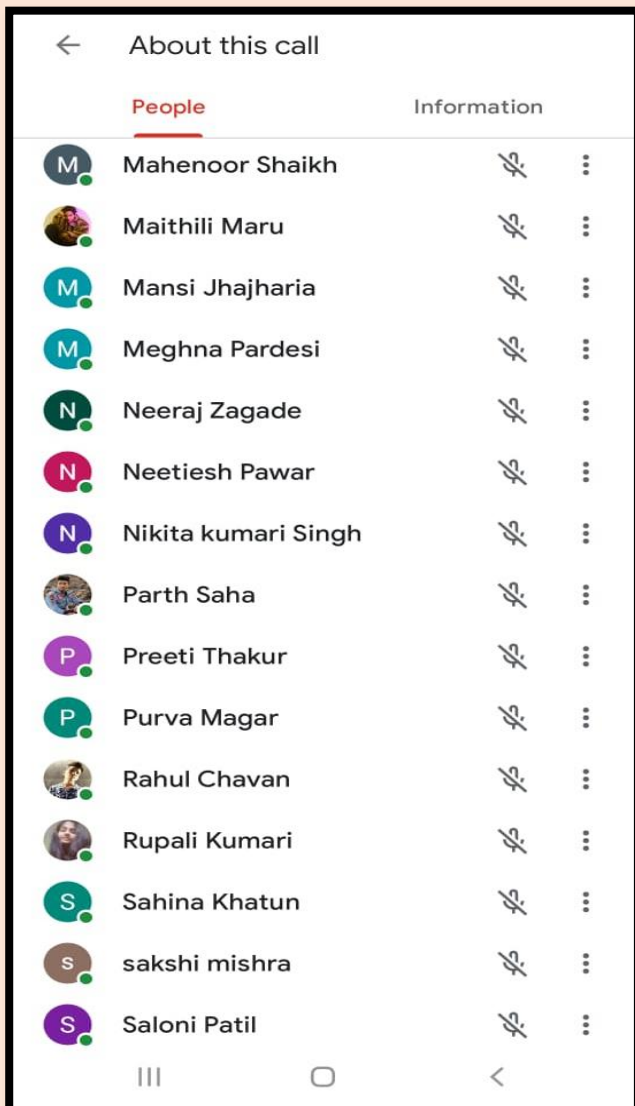 About this call
People Information
M Mahenoor Shaikh
Maithili Maru
M Mansi Jhajharia
M Meghna Pardesi
N Neeraj Zagade
N Neetiesh Pawar
N Nikita kumari Singh
Parth Saha
P Preeti Thakur
P Purva Magar
Rahul Chavan
Rupali Kumari
S Sahina Khatun
s sakshi mishra
S Saloni Patil